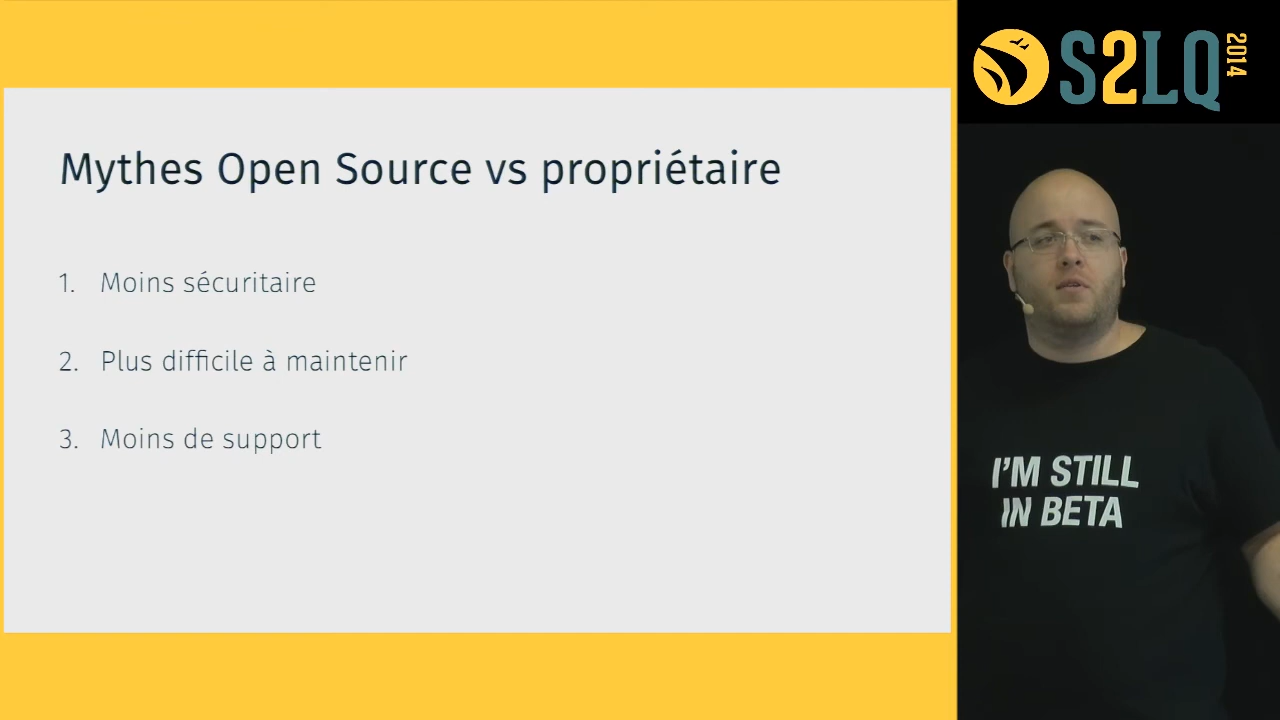 Mythes Open Source vs propriétaire
1. Moins sécuritaire
2. Plus difficile à maintenir
3. Moins de support
S2LQ 2014
I'M STILL
IN BETA